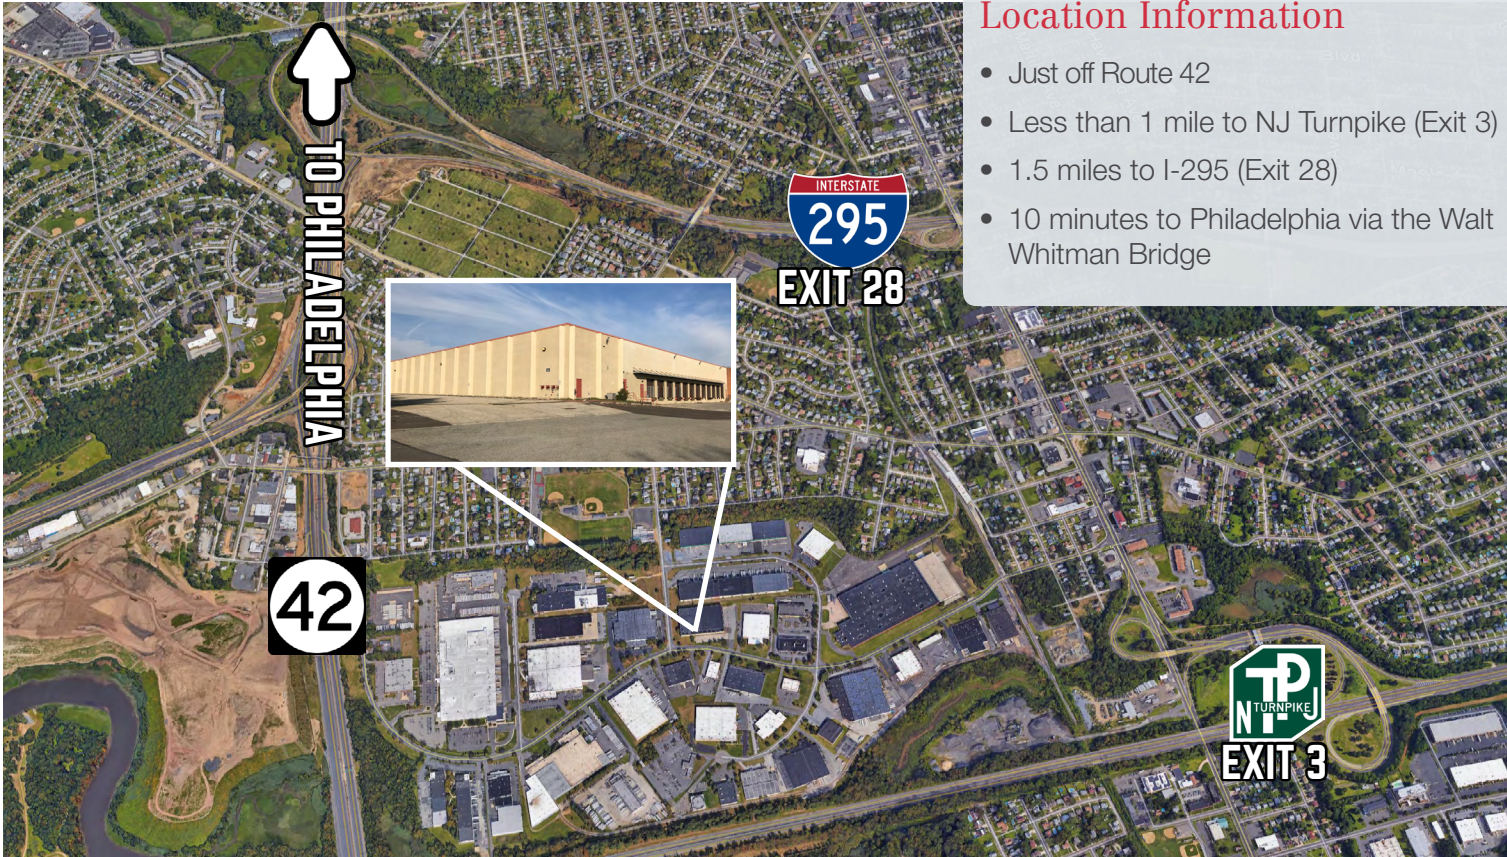 Location Information
• Just off Route 42
• Less than 1 mile to NJ Turnpike (Exit 3)
• 1.5 miles to I-295 (Exit 28)
• 10 minutes to Philadelphia via the Walt
Whitman Bridge
TO PHILADELPHIA
INTERSTATE
295
EXIT 28
42
TP
N TURNPIKE J
EXIT 3